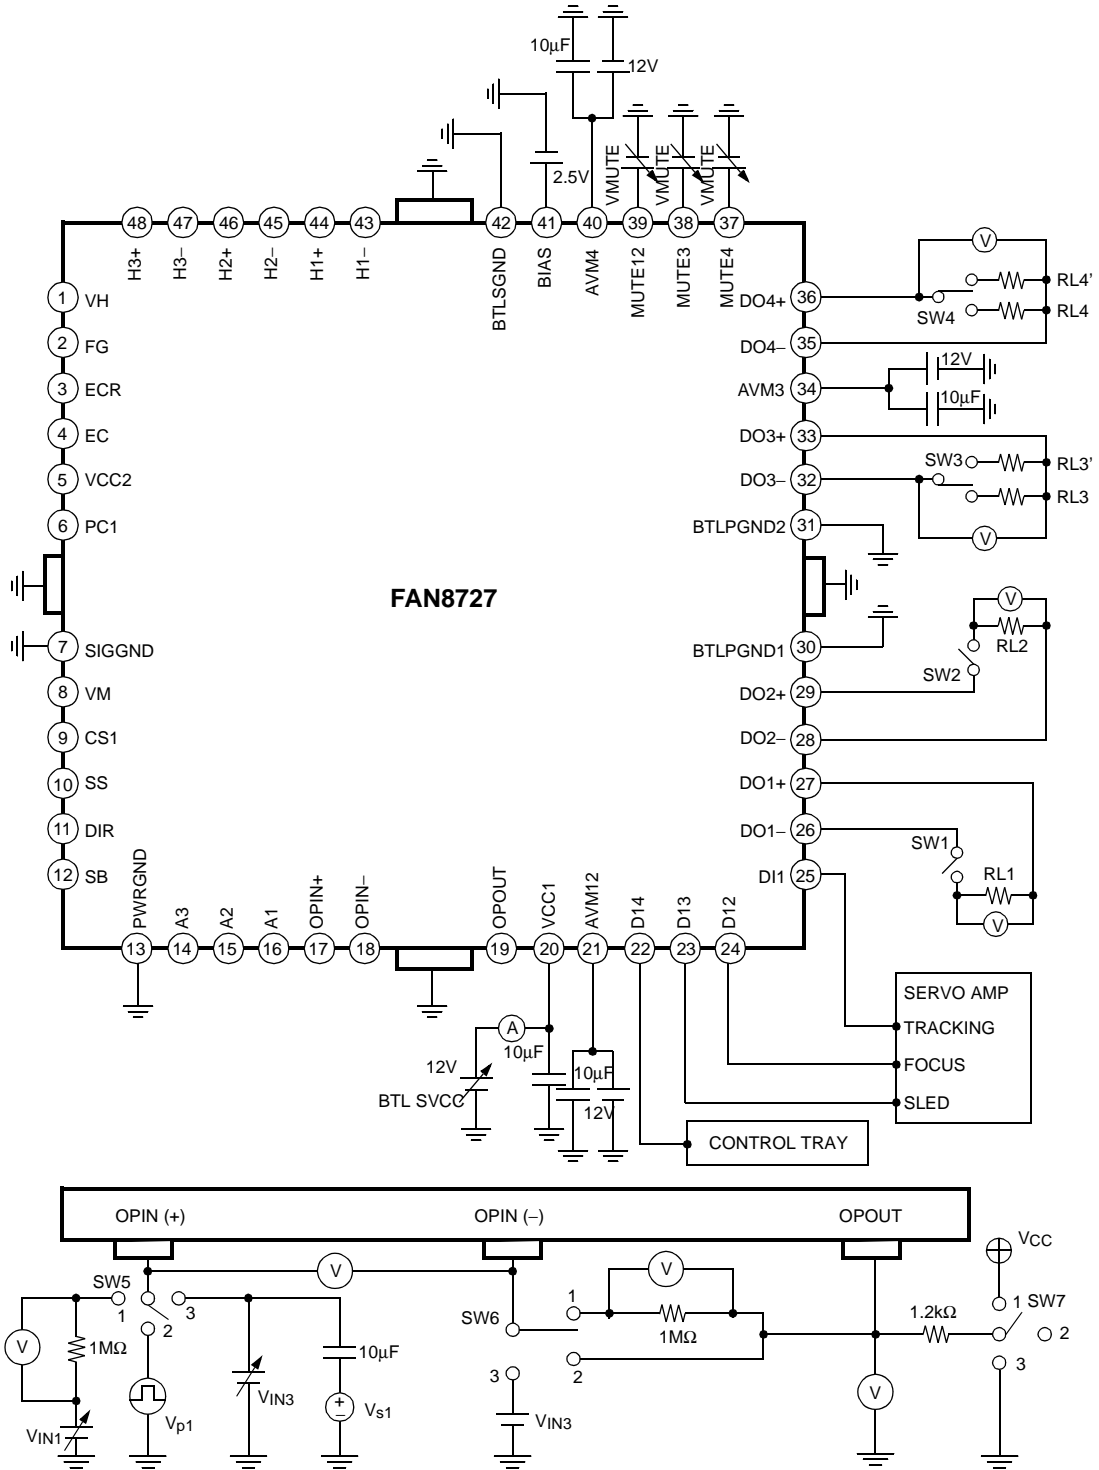 10µF
12V
2.5V
VMUTE
VMUTE
VMUTE
48
47
46
45
44
43
42
41
40
39
38
37
H3+
H3−
H2+
H2−
H1+
H1−
BTLSGND
BIAS
AVM4
MUTE12
MUTE3
MUTE4
1 VH
2 FG
3 ECR
4 EC
5 VCC2
6 PC1
7 SIGGND
8 VM
9 CS1
10 SS
11 DIR
12 SB
FAN8727
DO4+ 36
DO4− 35
AVM3 34
DO3+ 33
DO3− 32
BTLPGND2 31
BTLPGND1 30
DO2+ 29
DO2− 28
DO1+ 27
DO1− 26
DI1 25
V
RL4'
SW4
RL4
12V
10µF
SW3
RL3'
RL3
V
V
RL2
SW2
SW1
RL1
V
PWRGND
A3
A2
A1
OPIN+
OPIN−
OPOUT
VCC1
AVM12
D14
D13
D12
13
14
15
16
17
18
19
20
21
22
23
24
A
10µF
12V
BTL SVCC
10µF
12V
SERVO AMP
TRACKING
FOCUS
SLED
CONTROL TRAY
OPIN (+)
OPIN (−)
OPOUT
V
SW5
1
2
3
V
1MΩ
VIN1
Vp1
VIN3
10µF
+
−
Vs1
SW6
1
2
3
V
1MΩ
VIN3
V
1.2kΩ
VCC
1 SW7
2
3